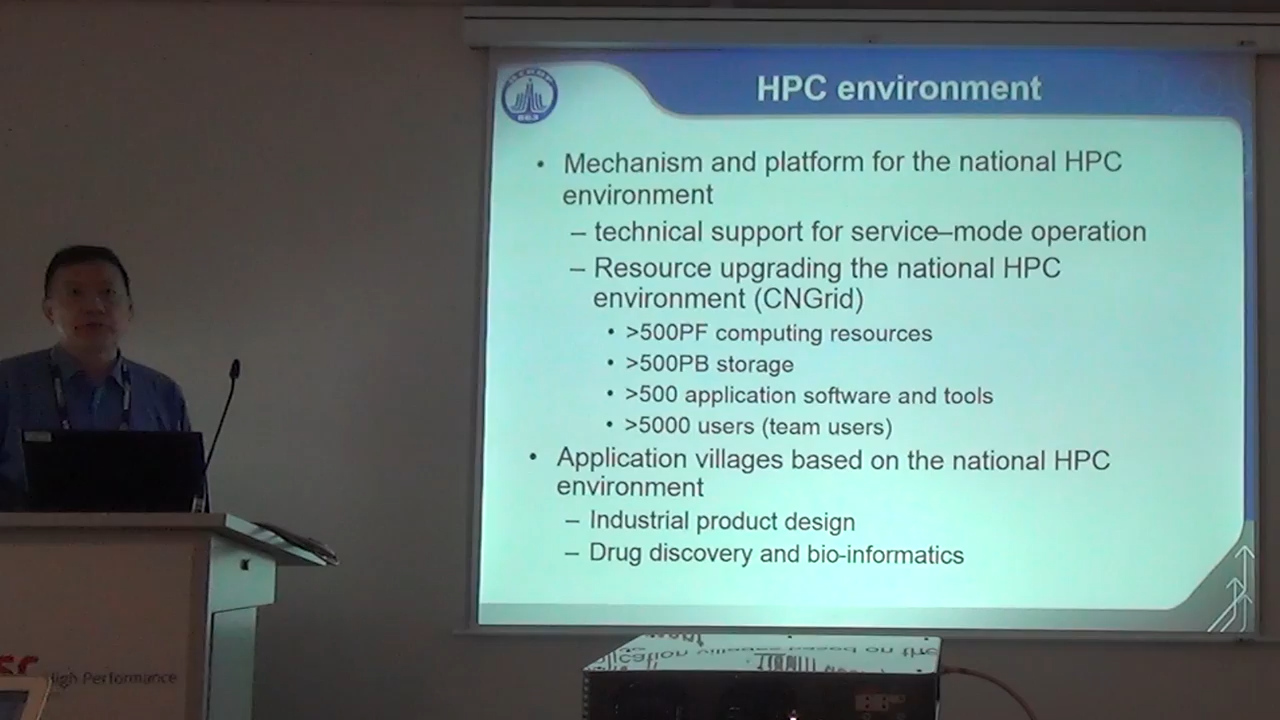 HPC environment
863
• Mechanism and platform for the national HPC
environment
– technical support for service–mode operation
– Resource upgrading the national HPC
environment (CNGrid)
• >500PF computing resources
• >500PB storage
• >500 application software and tools
• >5000 users (team users)
• Application villages based on the national HPC
environment
– Industrial product design
– Drug discovery and bio-informatics
High Performance